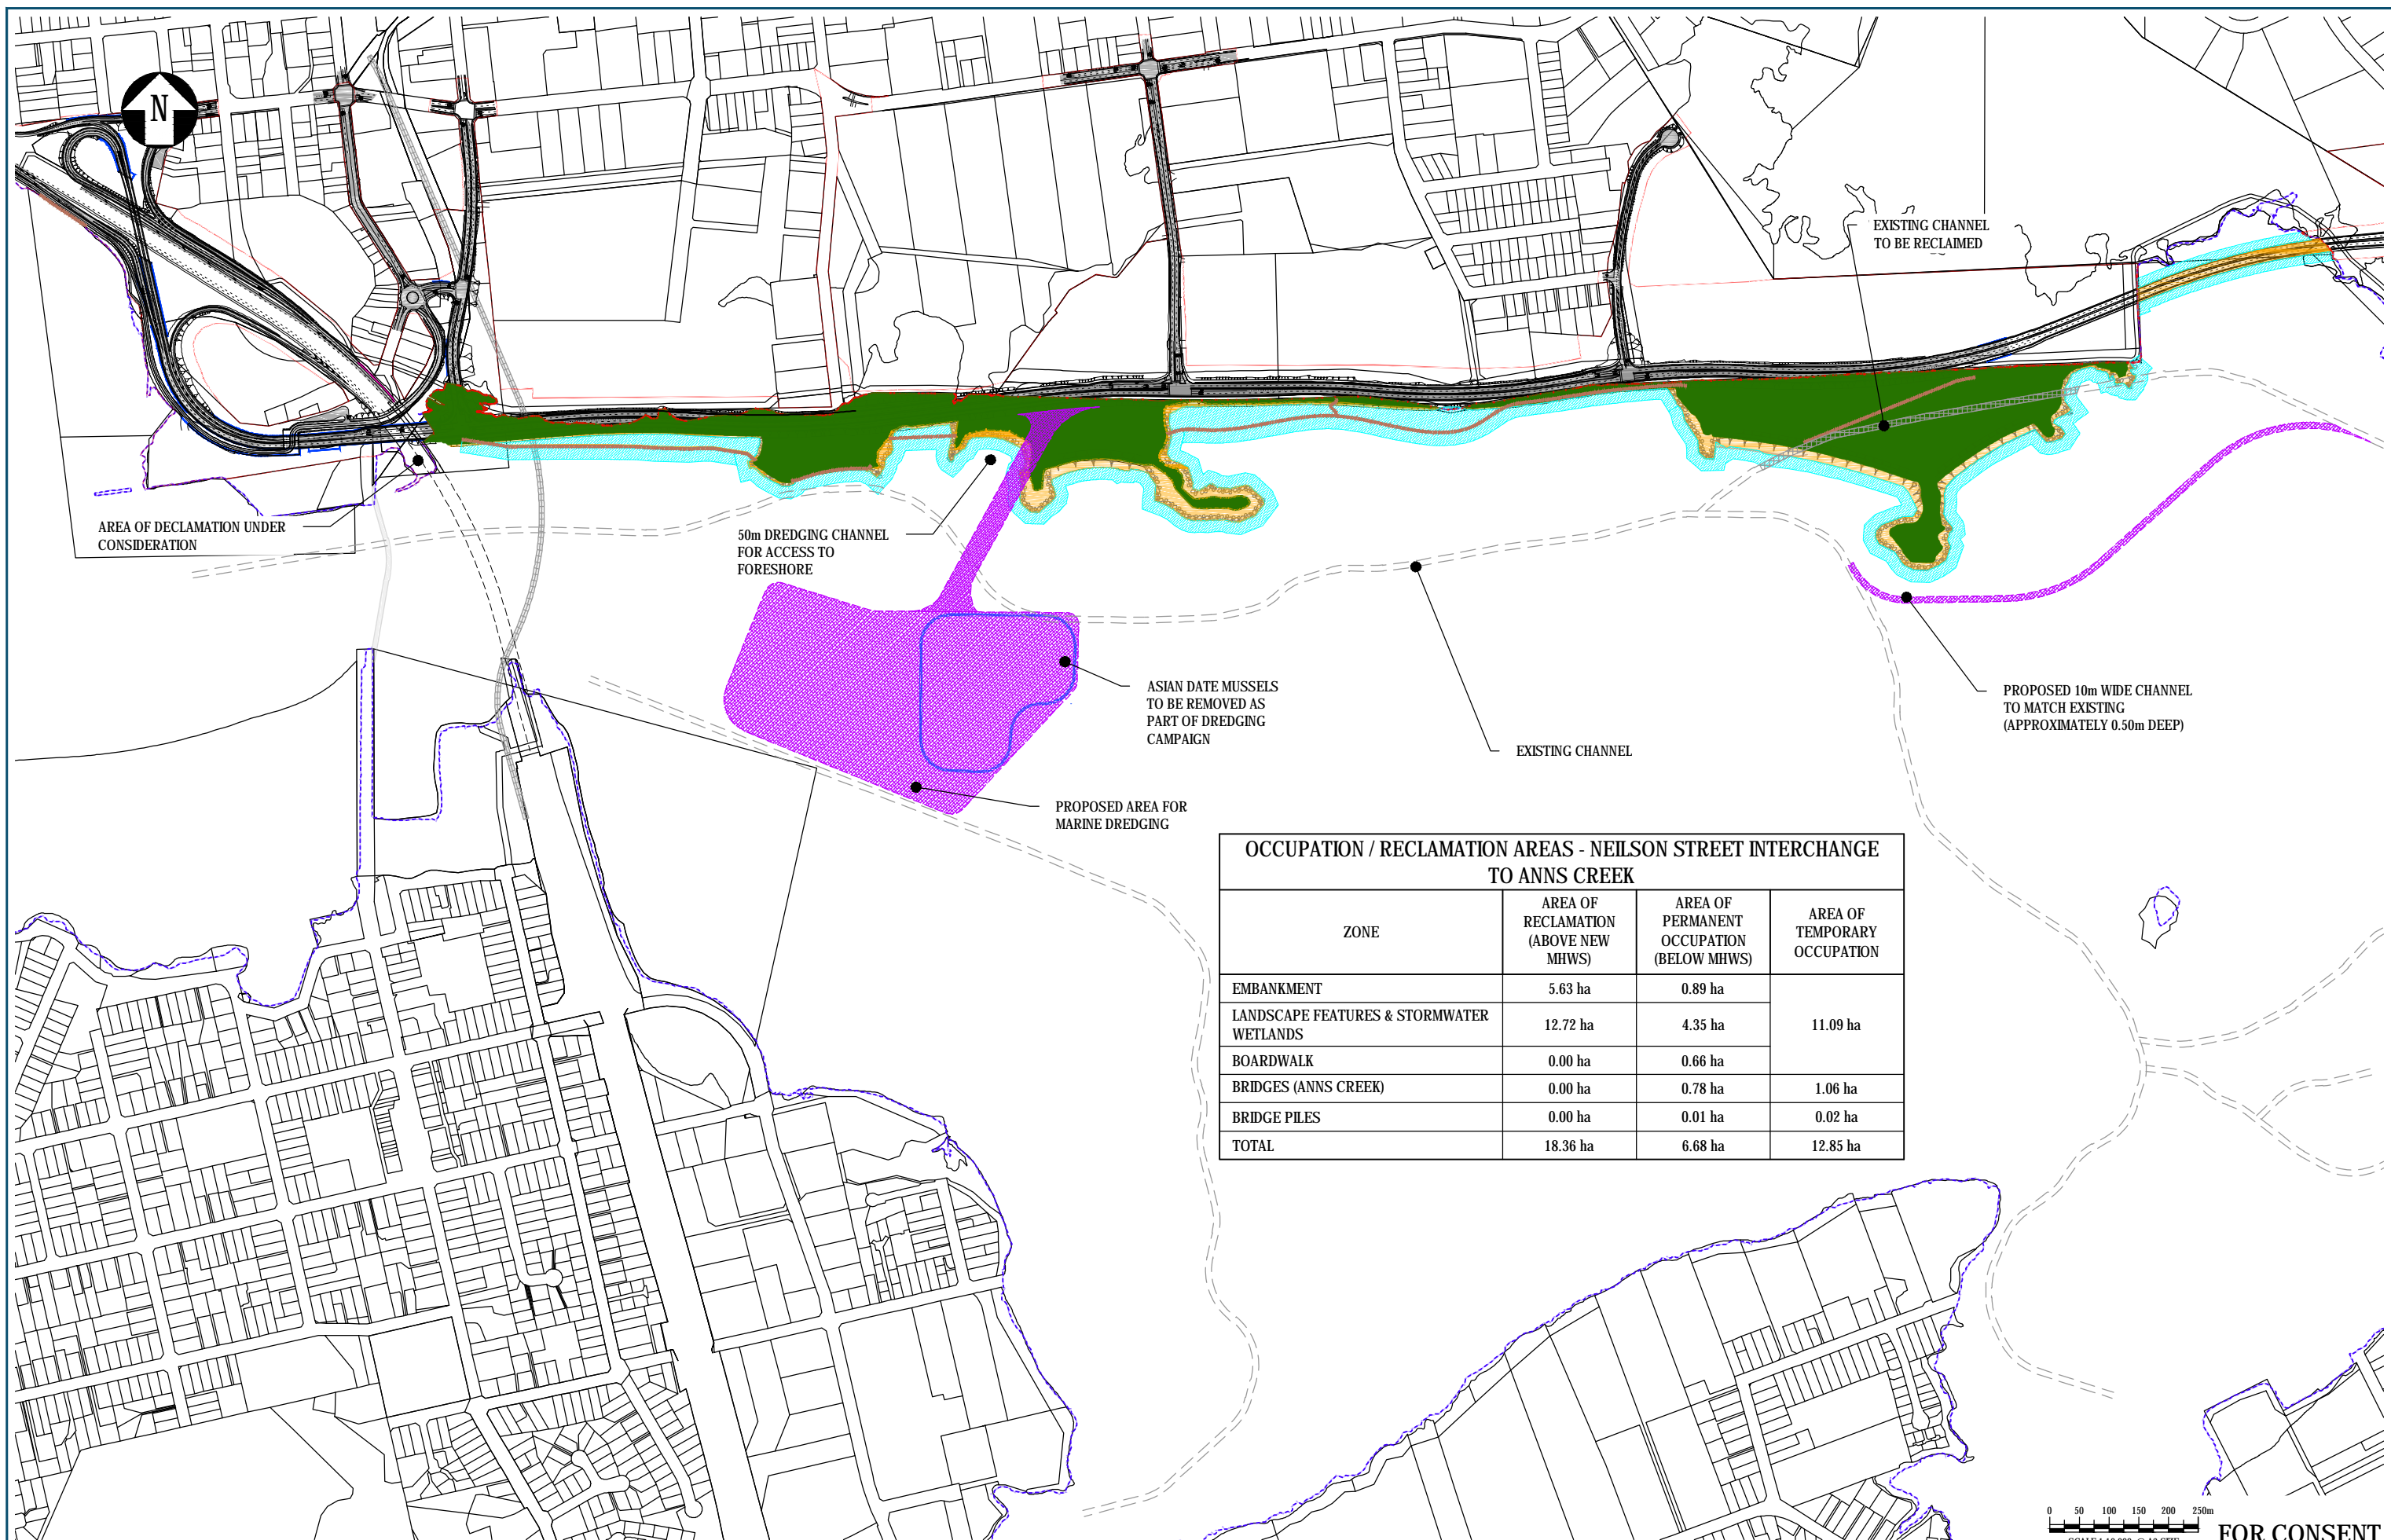 N
EXISTING CHANNEL
TO BE RECLAIMED
AREA OF DECLAMATION UNDER
CONSIDERATION
50m DREDGING CHANNEL
FOR ACCESS TO
FORESHORE
ASIAN DATE MUSSELS
TO BE REMOVED AS
PART OF DREDGING
CAMPAIGN
EXISTING CHANNEL
PROPOSED 10m WIDE CHANNEL
TO MATCH EXISTING
(APPROXIMATELY 0.50m DEEP)
PROPOSED AREA FOR
MARINE DREDGING
OCCUPATION / RECLAMATION AREAS - NEILSON STREET INTERCHANGE
TO ANNS CREEK
ZONE
AREA OF
RECLAMATION
(ABOVE NEW
MHWS)
AREA OF
PERMANENT
OCCUPATION
(BELOW MHWS)
AREA OF
TEMPORARY
OCCUPATION
EMBANKMENT 5.63 ha 0.89 ha
LANDSCAPE FEATURES & STORMWATER
WETLANDS 12.72 ha 4.35 ha 11.09 ha
BOARDWALK 0.00 ha 0.66 ha
BRIDGES (ANNS CREEK) 0.00 ha 0.78 ha 1.06 ha
BRIDGE PILES 0.00 ha 0.01 ha 0.02 ha
TOTAL 18.36 ha 6.68 ha 12.85 ha
0 50 100 150 200 250m
FOR CONSENT